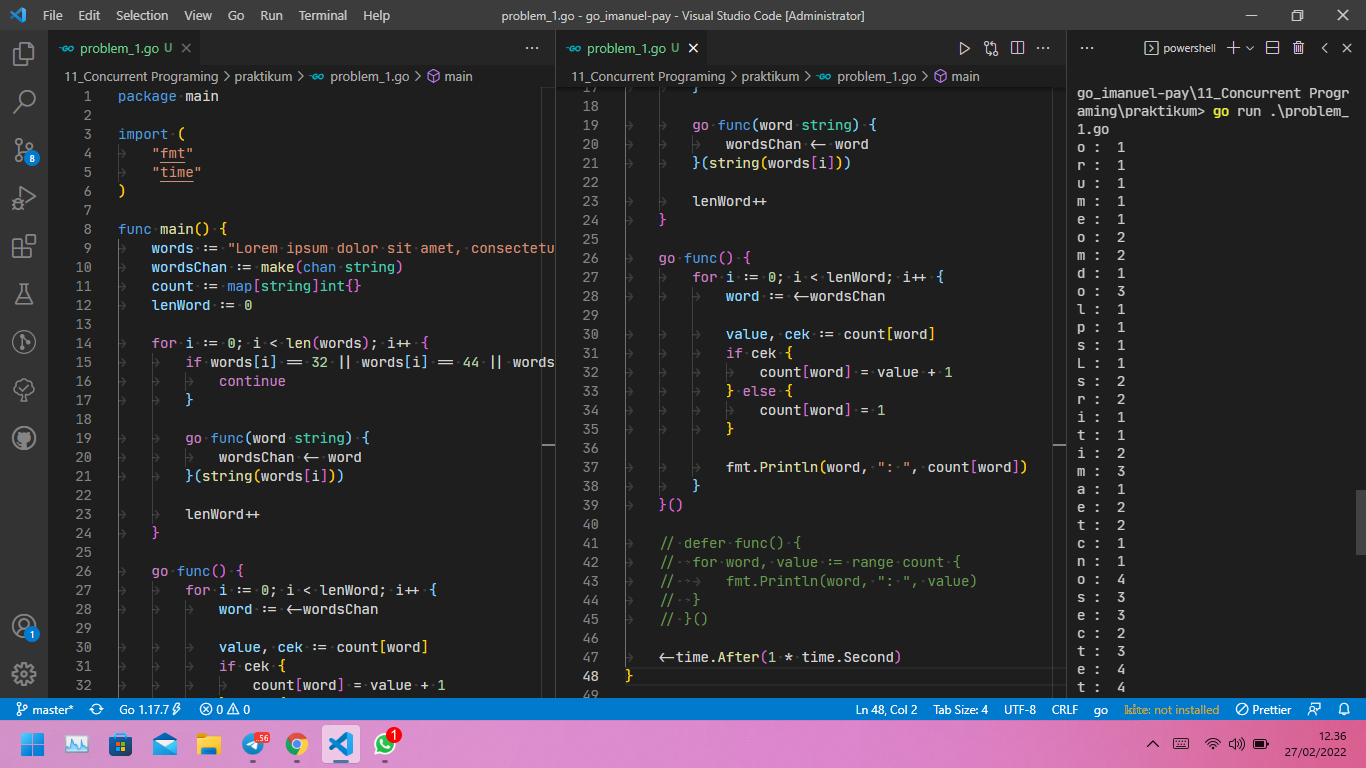 File Edit Selection View Go Run Terminal Help problem_1.go - go_imanuel-pay - Visual Studio Code [Administrator]
problem_1.go U
11_Concurrent Programing > praktikum > problem_1.go > main
1 package main
2
3 import (
4 "fmt"
5 "time"
6 )
7
8 func main() {
9 words := "Lorem ipsum dolor sit amet, consectetu
10 wordsChan := make(chan string)
11 count := map[string]int{}
12 lenWord := 0
13
14 for i := 0; i < len(words); i++ {
15 if words[i] == 32 || words[i] == 44 || words
16 continue
17 }
18
19 go func(word string) {
20 wordsChan <- word
21 }(string(words[i]))
22
23 lenWord++
24 }
25
26 go func() {
27 for i := 0; i < lenWord; i++ {
28 word := <-wordsChan
29
30 value, cek := count[word]
31 if cek {
32 count[word] = value + 1
problem_1.go U
11_Concurrent Programing > praktikum > problem_1.go > main
17 }
18
19 go func(word string) {
20 wordsChan <- word
21 }(string(words[i]))
22
23 lenWord++
24 }
25
26 go func() {
27 for i := 0; i < lenWord; i++ {
28 word := <-wordsChan
29
30 value, cek := count[word]
31 if cek {
32 count[word] = value + 1
33 } else {
34 count[word] = 1
35 }
36
37 fmt.Println(word, ": ", count[word])
38 }
39 }()
40
41 // defer func() {
42 // for word, value := range count {
43 // fmt.Println(word, ": ", value)
44 // }
45 // }()
46
47 <-time.After(1 * time.Second)
48 }
49
powershell
go_imanuel-pay\11_Concurrent Progr
aming\praktikum> go run .\problem_
1.go
o : 1
r : 1
u : 1
m : 1
e : 1
o : 2
m : 2
d : 1
o : 3
l : 1
p : 1
s : 1
L : 1
s : 2
r : 2
i : 1
t : 1
i : 2
m : 3
a : 1
e : 2
t : 2
c : 1
n : 1
o : 4
s : 3
e : 3
c : 2
t : 3
e : 4
t : 4
8
1
master* Go 1.17.7 0 0 Ln 48, Col 2 Tab Size: 4 UTF-8 CRLF go kite: not installed Prettier
.56
1
12.36
27/02/2022